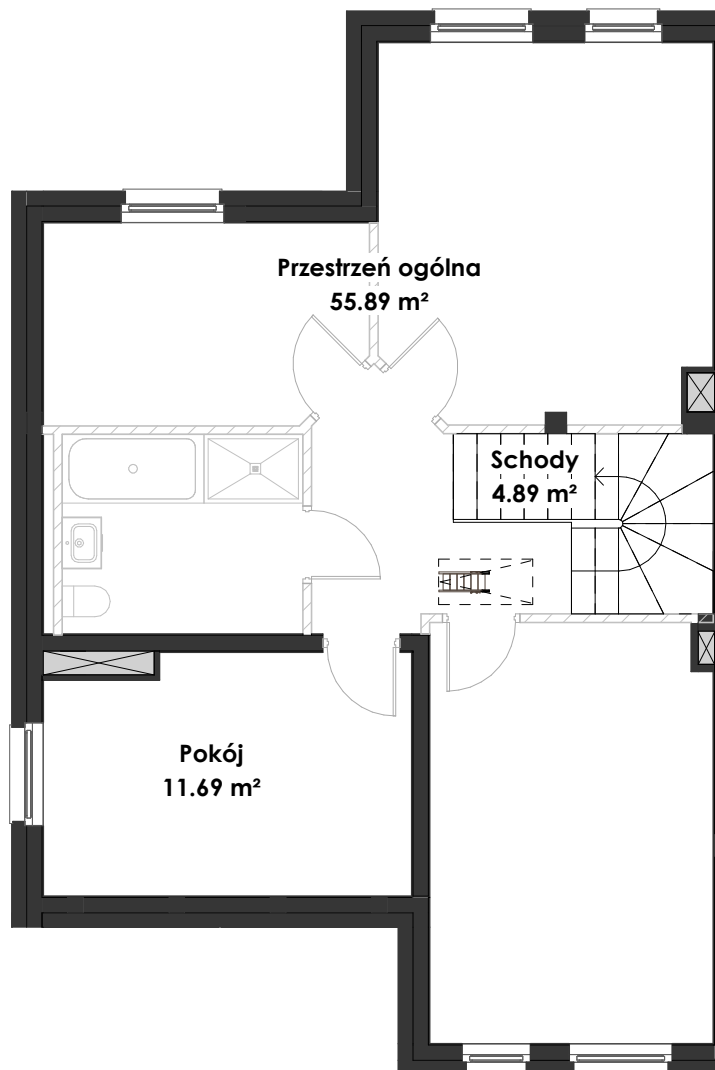 Przestrzeń ogólna
55.89 m²
Schody
4.89 m²
Pokój
11.69 m²